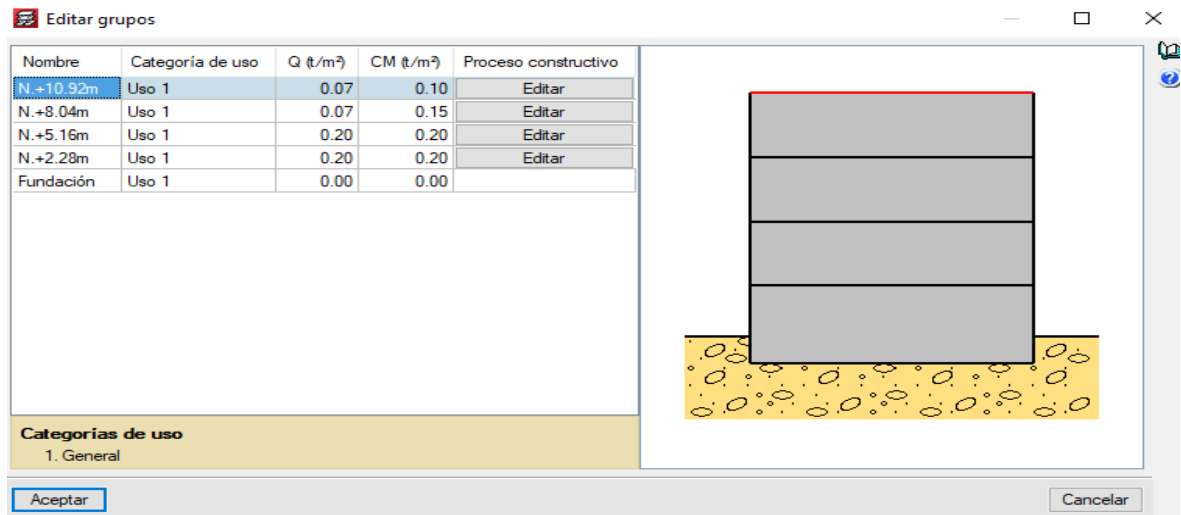 Editar grupos
Nombre Categoría de uso Q (t/m²) CM (t/m²) Proceso constructivo
N.+10.92m Uso 1 0.07 0.10 Editar
N.+8.04m Uso 1 0.07 0.15 Editar
N.+5.16m Uso 1 0.20 0.20 Editar
N.+2.28m Uso 1 0.20 0.20 Editar
Fundación Uso 1 0.00 0.00
Categorías de uso
1. General
Aceptar Cancelar